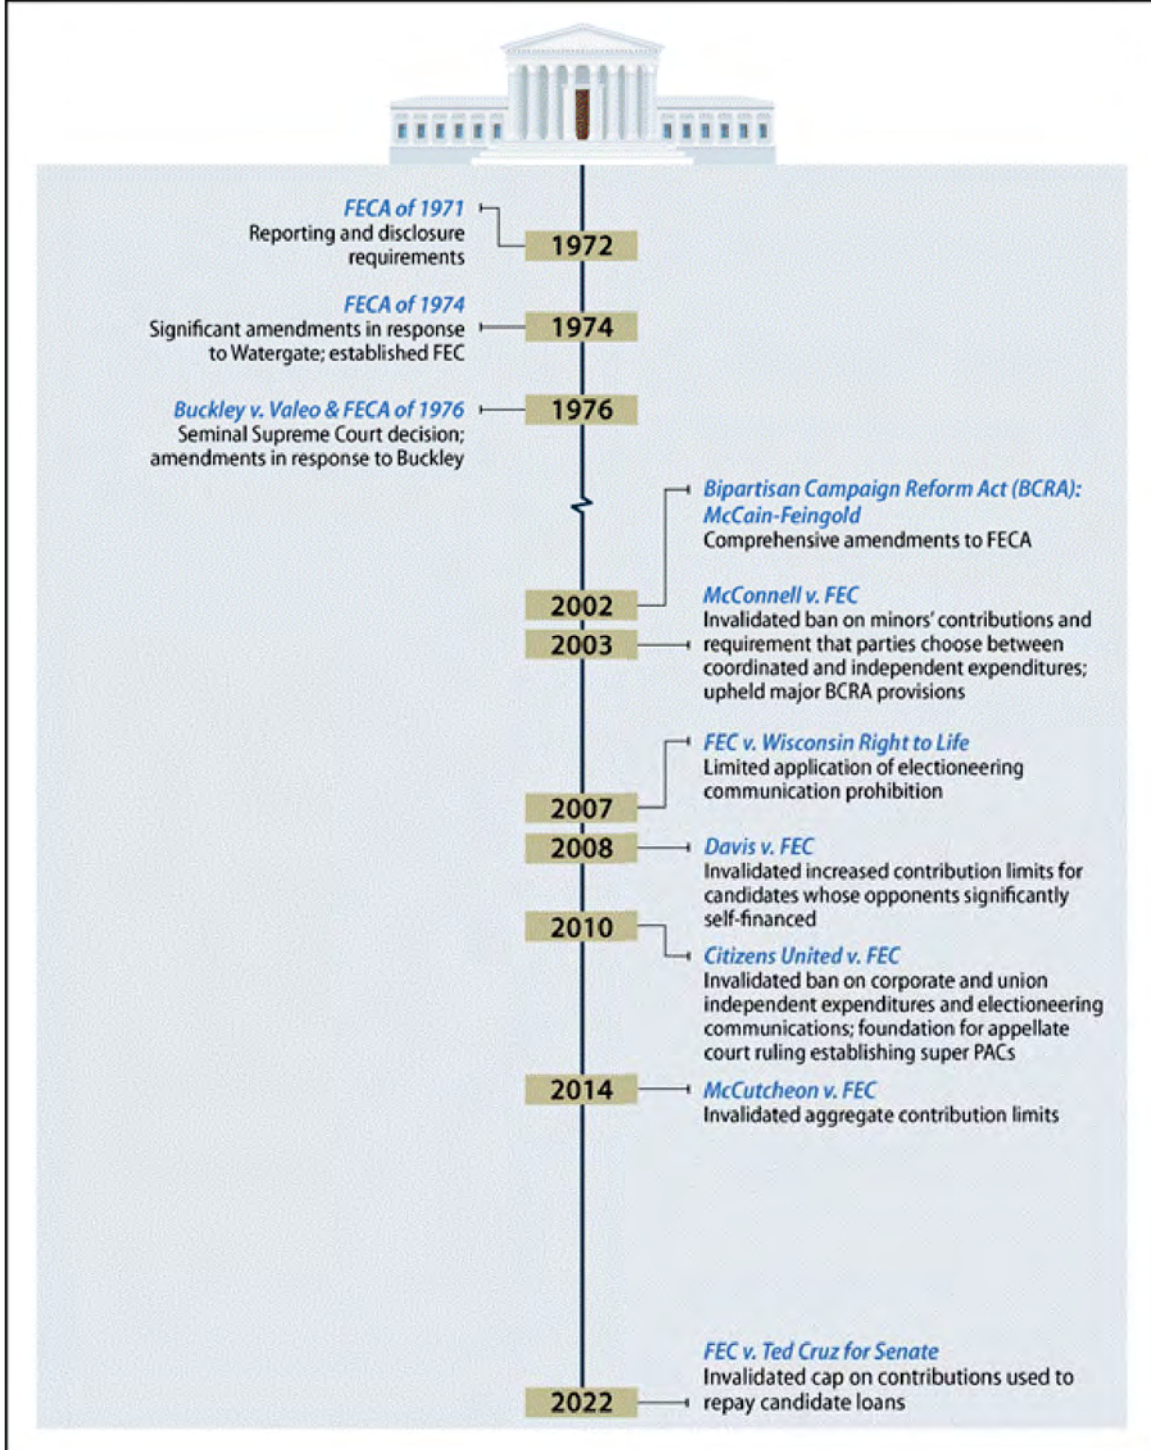 FECA of 1971
Reporting and disclosure
requirements
1972
FECA of 1974
Significant amendments in response
to Watergate; established FEC
1974
Buckley v. Valeo & FECA of 1976
Seminal Supreme Court decision;
amendments in response to Buckley
1976
Bipartisan Campaign Reform Act (BCRA):
McCain-Feingold
Comprehensive amendments to FECA
2002
McConnell v. FEC
Invalidated ban on minors' contributions and
requirement that parties choose between
coordinated and independent expenditures;
upheld major BCRA provisions
2003
FEC v. Wisconsin Right to Life
Limited application of electioneering
communication prohibition
2007
2008
Davis v. FEC
Invalidated increased contribution limits for
candidates whose opponents significantly
self-financed
2010
Citizens United v. FEC
Invalidated ban on corporate and union
independent expenditures and electioneering
communications; foundation for appellate
court ruling establishing super PACs
2014
McCutcheon v. FEC
Invalidated aggregate contribution limits
FEC v. Ted Cruz for Senate
Invalidated cap on contributions used to
repay candidate loans
2022